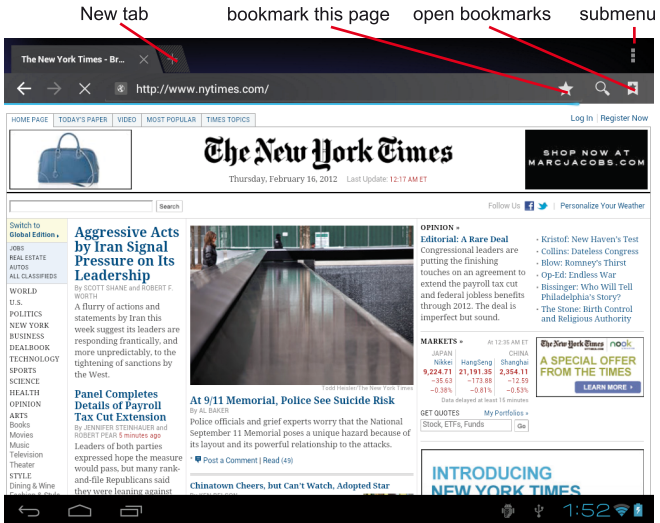 New tab
bookmark this page
open bookmarks
submenu
The New York Times - Br...
http://www.nytimes.com/
HOME PAGE
TODAY'S PAPER
VIDEO
MOST POPULAR
TIMES TOPICS
Log In
Register Now
The New York Times
Thursday, February 16, 2012 Last Update: 12:17 AM ET
SHOP NOW AT
MARCJACOBS.COM
Search
Follow Us
Personalize Your Weather
Switch to
Global Edition
JOBS
REAL ESTATE
AUTOS
ALL CLASSIFIEDS
WORLD
U.S.
POLITICS
NEW YORK
BUSINESS
DEALBOOK
TECHNOLOGY
SPORTS
SCIENCE
HEALTH
OPINION
ARTS
Books
Movies
Music
Television
Theater
STYLE
Dining & Wine
Fashion & Style
Aggressive Acts
by Iran Signal
Pressure on Its
Leadership
By SCOTT SHANE and ROBERT F.
WORTH
A flurry of actions and
statements by Iran this
week suggest its leaders are
responding frantically, and
more unpredictably, to the
tightening of sanctions by
the West.
Panel Completes
Details of Payroll
Tax Cut Extension
By JENNIFER STEINHAUER and
ROBERT PEAR 5 minutes ago
Leaders of both parties
expressed hope the measure
would pass, but many rank-
and-file Republicans said
they were leaning against
Todd Heisler/The New York Times
At 9/11 Memorial, Police See Suicide Risk
By AL BAKER
Police officials and grief experts worry that the National
September 11 Memorial poses a unique hazard because of
its layout and its powerful relationship to the attacks.
Post a Comment | Read (49)
Chinatown Cheers, but Can't Watch, Adopted Star
OPINION »
Editorial: A Rare Deal
Congressional leaders are
putting the finishing
touches on an agreement to
extend the payroll tax cut
and federal jobless benefits
through 2012. The deal is
imperfect but sound.
· Kristof: New Haven's Test
· Collins: Dateless Congress
· Blow: Romney's Thirst
· Op-Ed: Endless War
· Bissinger: Who Will Tell
Philadelphia's Story?
· The Stone: Birth Control
and Religious Authority
MARKETS » At 12:35 AM ET
JAPAN CHINA
Nikkei HangSeng Shanghai
9,224.71 21,191.35 2,354.11
−35.63 −173.88 −12.59
−0.38% −0.81% −0.53%
Data delayed at least 15 minutes
GET QUOTES My Portfolios »
Stock, ETFs, Funds Go
The New York Times nook
A SPECIAL OFFER
FROM THE TIMES
LEARN MORE
INTRODUCING
NEW YORK TIMES
1:52